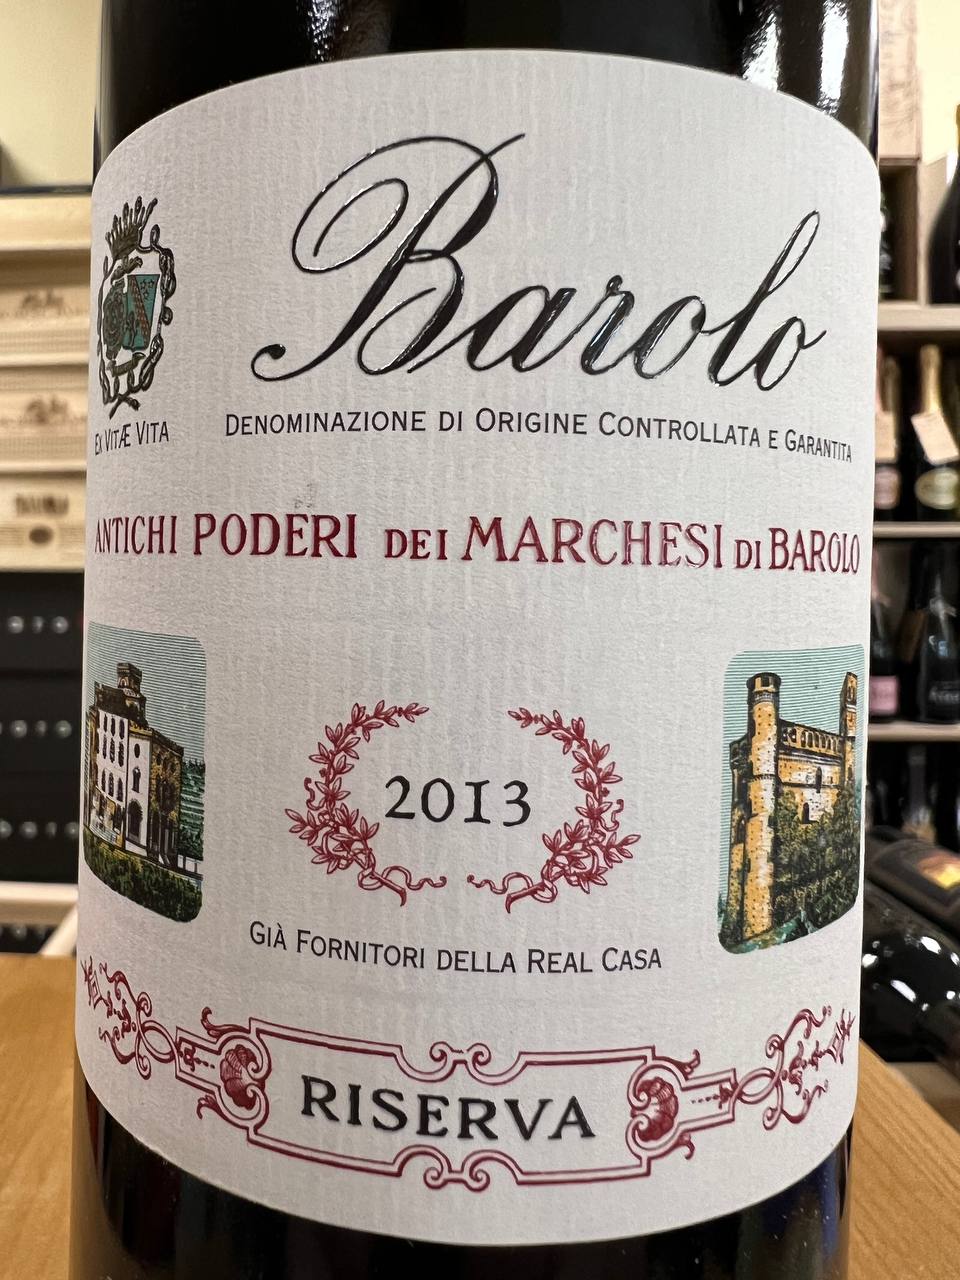 Barolo
EX VITÆ VITA
DENOMINAZIONE DI ORIGINE CONTROLLATA E GARANTITA
ANTICHI PODERI DEI MARCHESI DI BAROLO
2013
GIÀ FORNITORI DELLA REAL CASA
RISERVA